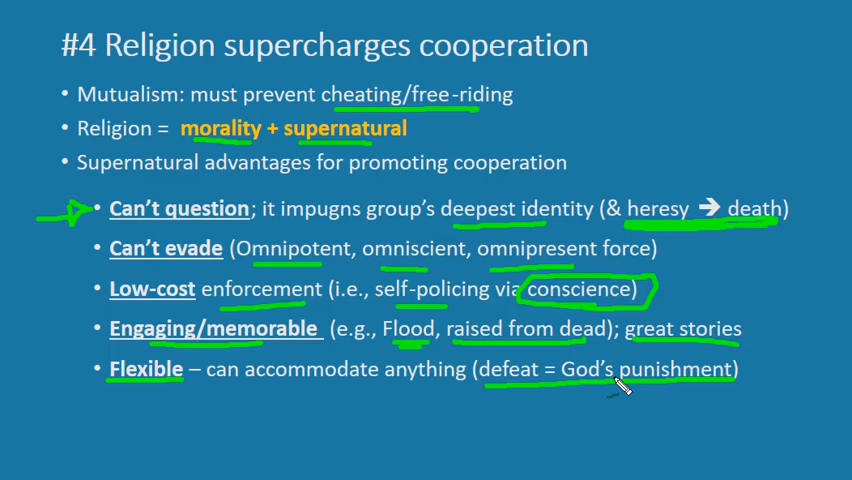 #4 Religion supercharges cooperation
• Mutualism: must prevent cheating/free-riding
• Religion = morality + supernatural
• Supernatural advantages for promoting cooperation
• Can't question; it impugns group's deepest identity (& heresy → death)
• Can't evade (Omnipotent, omniscient, omnipresent force)
• Low-cost enforcement (i.e., self-policing via conscience)
• Engaging/memorable (e.g., Flood, raised from dead); great stories
• Flexible – can accommodate anything (defeat = God's punishment)